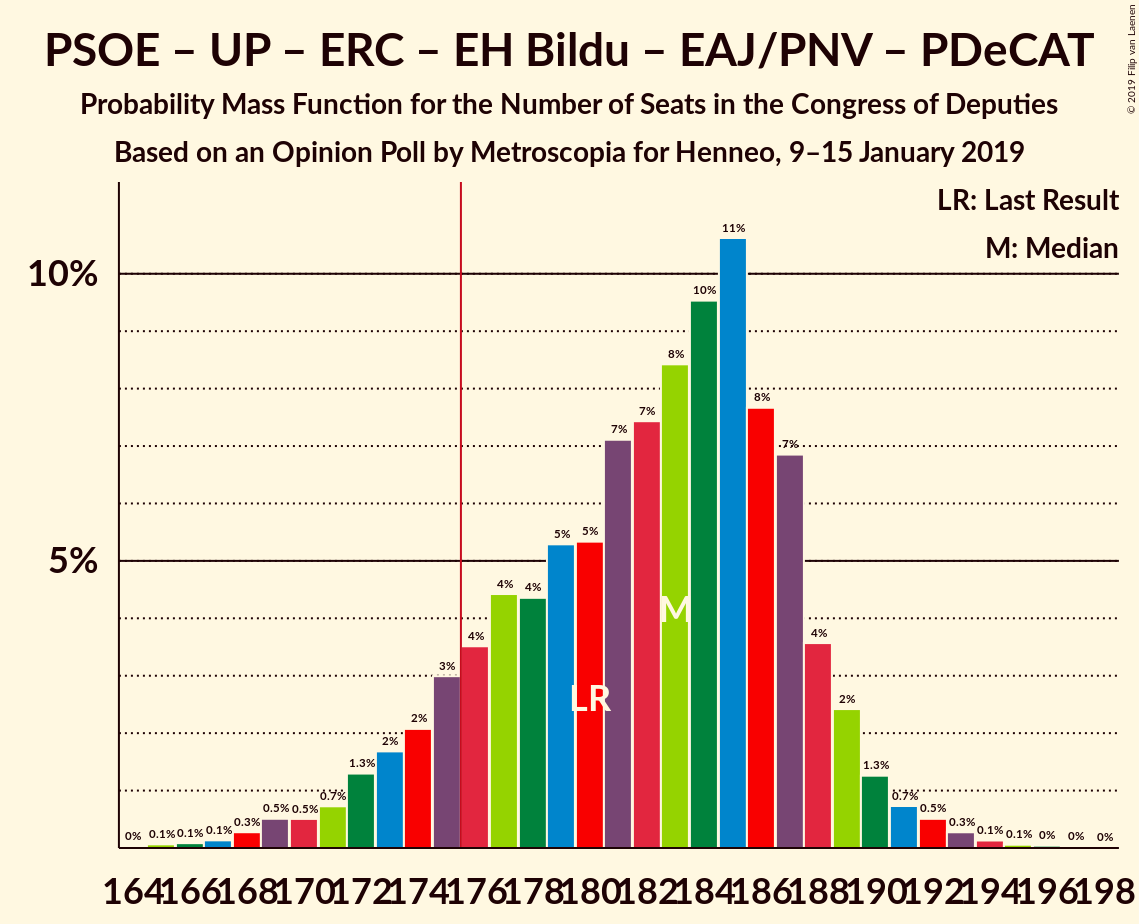 PSOE – UP – ERC – EH Bildu – EAJ/PNV – PDeCAT
Probability Mass Function for the Number of Seats in the Congress of Deputies
Based on an Opinion Poll by Metroscopia for Henneo, 9–15 January 2019
© 2019 Filip van Laenen
LR: Last Result
M: Median
10%
5%
0% 0.1% 0.1% 0.1% 0.3% 0.5% 0.5% 0.7% 1.3% 2% 2% 3% 4% 4% 4% 5% 5% 7% 7% 8% 10% 11% 8% 7% 4% 2% 1.3% 0.7% 0.5% 0.3% 0.1% 0.1% 0% 0% 0%
M
LR
164 166 168 170 172 174 176 178 180 182 184 186 188 190 192 194 196 198